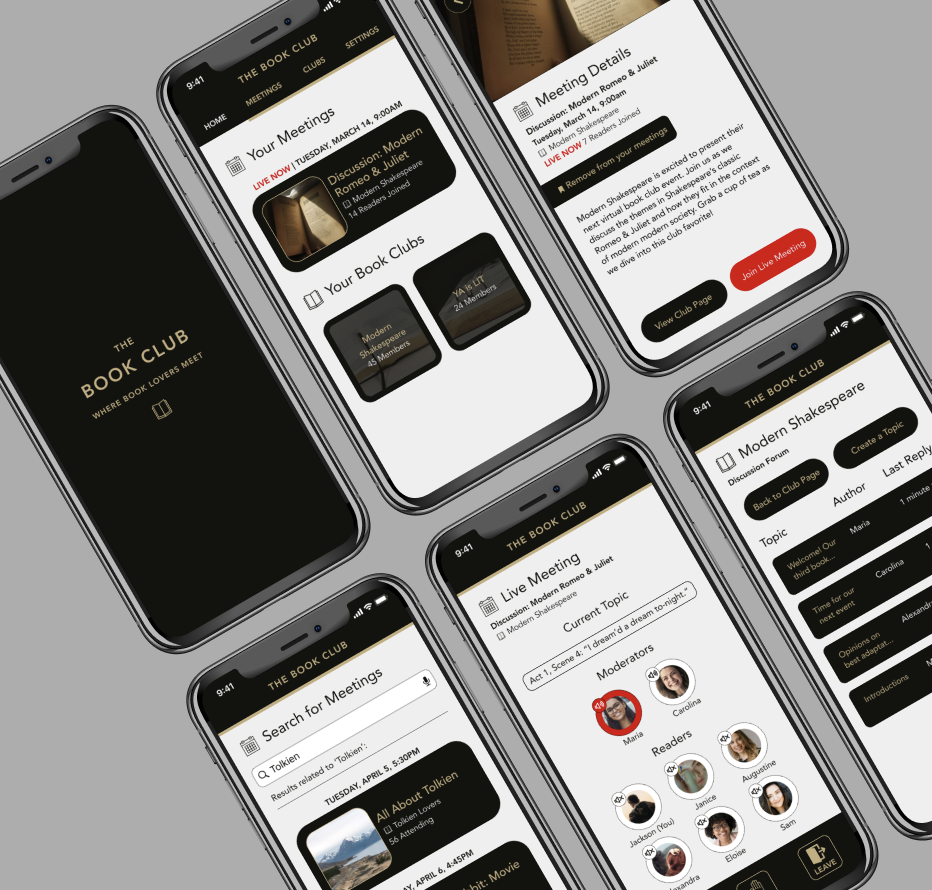 THE
BOOK CLUB
WHERE BOOK LOVERS MEET
9:41
THE BOOK CLUB
HOME
MEETINGS
CLUBS
SETTINGS
Your Meetings
LIVE NOW | TUESDAY, MARCH 14, 9:00AM
Discussion: Modern
Romeo & Juliet
Modern Shakespeare
14 Readers Joined
Your Book Clubs
Modern
Shakespeare
45 Members
YA is LIT
24 Members
Meeting Details
Discussion: Modern Romeo & Juliet
Tuesday, March 14, 9:00am
Modern Shakespeare
LIVE NOW 7 Readers Joined
Remove from your meetings
Modern Shakespeare is excited to present their
next virtual book club event. Join us as we
discuss the themes in Shakespeare's classic
Romeo & Juliet and how they fit in the context
of modern modern society. Grab a cup of tea as
we dive into this club favorite!
View Club Page
Join Live Meeting
9:41
THE BOOK CLUB
Search for Meetings
Tolkien
Results related to 'Tolkien':
TUESDAY, APRIL 5, 5:30PM
All About Tolkien
Tolkien Lovers
56 Attending
AY, APRIL 6, 4:45PM
bit: Movie
9:41
THE BOOK CLUB
Live Meeting
Discussion: Modern Romeo & Juliet
Modern Shakespeare
Current Topic
Act 1, Scene 4: "I dream'd a dream to-night."
Moderators
Maria
Carolina
Readers
Jackson (You)
Janice
Augustine
exandra
Eloise
Sam
LEAVE
9:41
THE BOOK CLUB
Modern Shakespeare
Discussion Forum
Back to Club Page
Create a Topic
Topic
Author
Last Reply
Welcome! Our
third book...
Maria
1 minute
Time for our
next event
Carolina
1
Opinions on
best adaptat...
Alexandr
Introductions
M